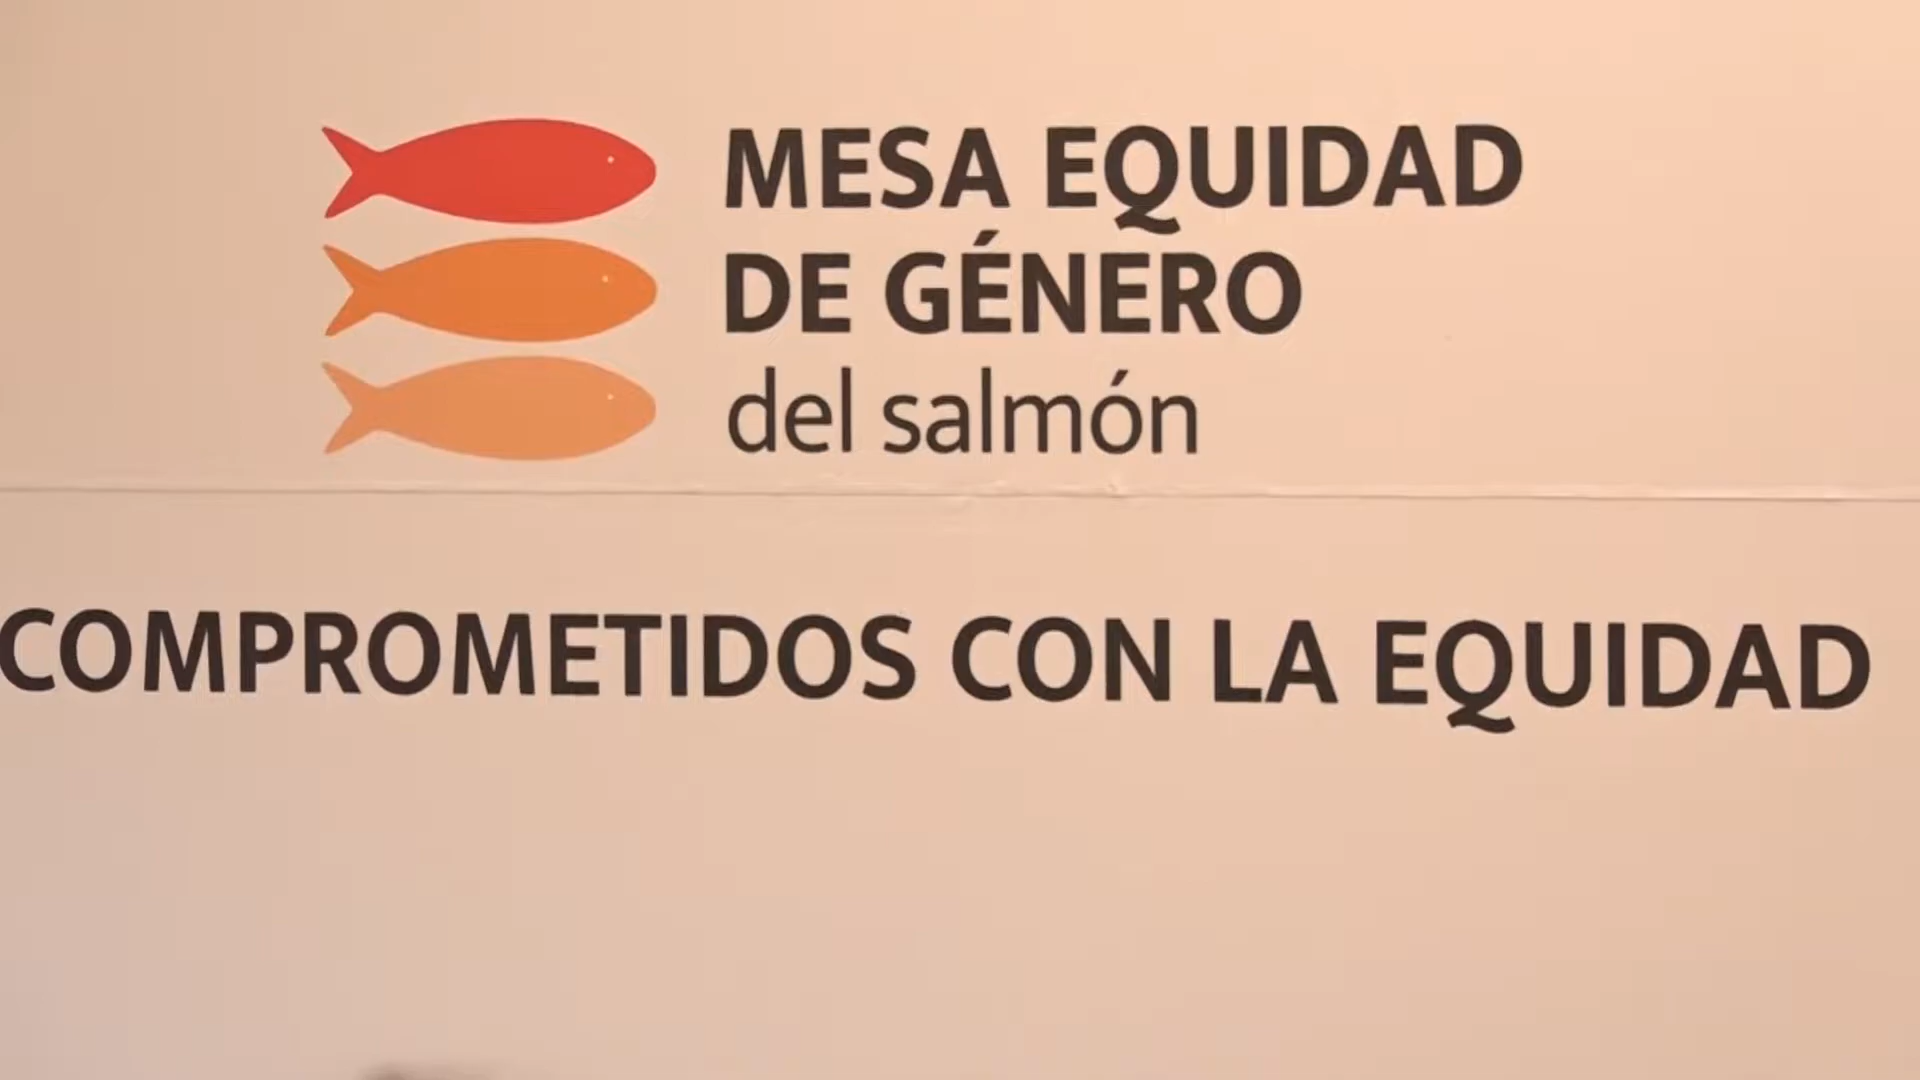 MESA EQUIDAD
DE GÉNERO
del salmón
COMPROMETIDOS CON LA EQUIDAD